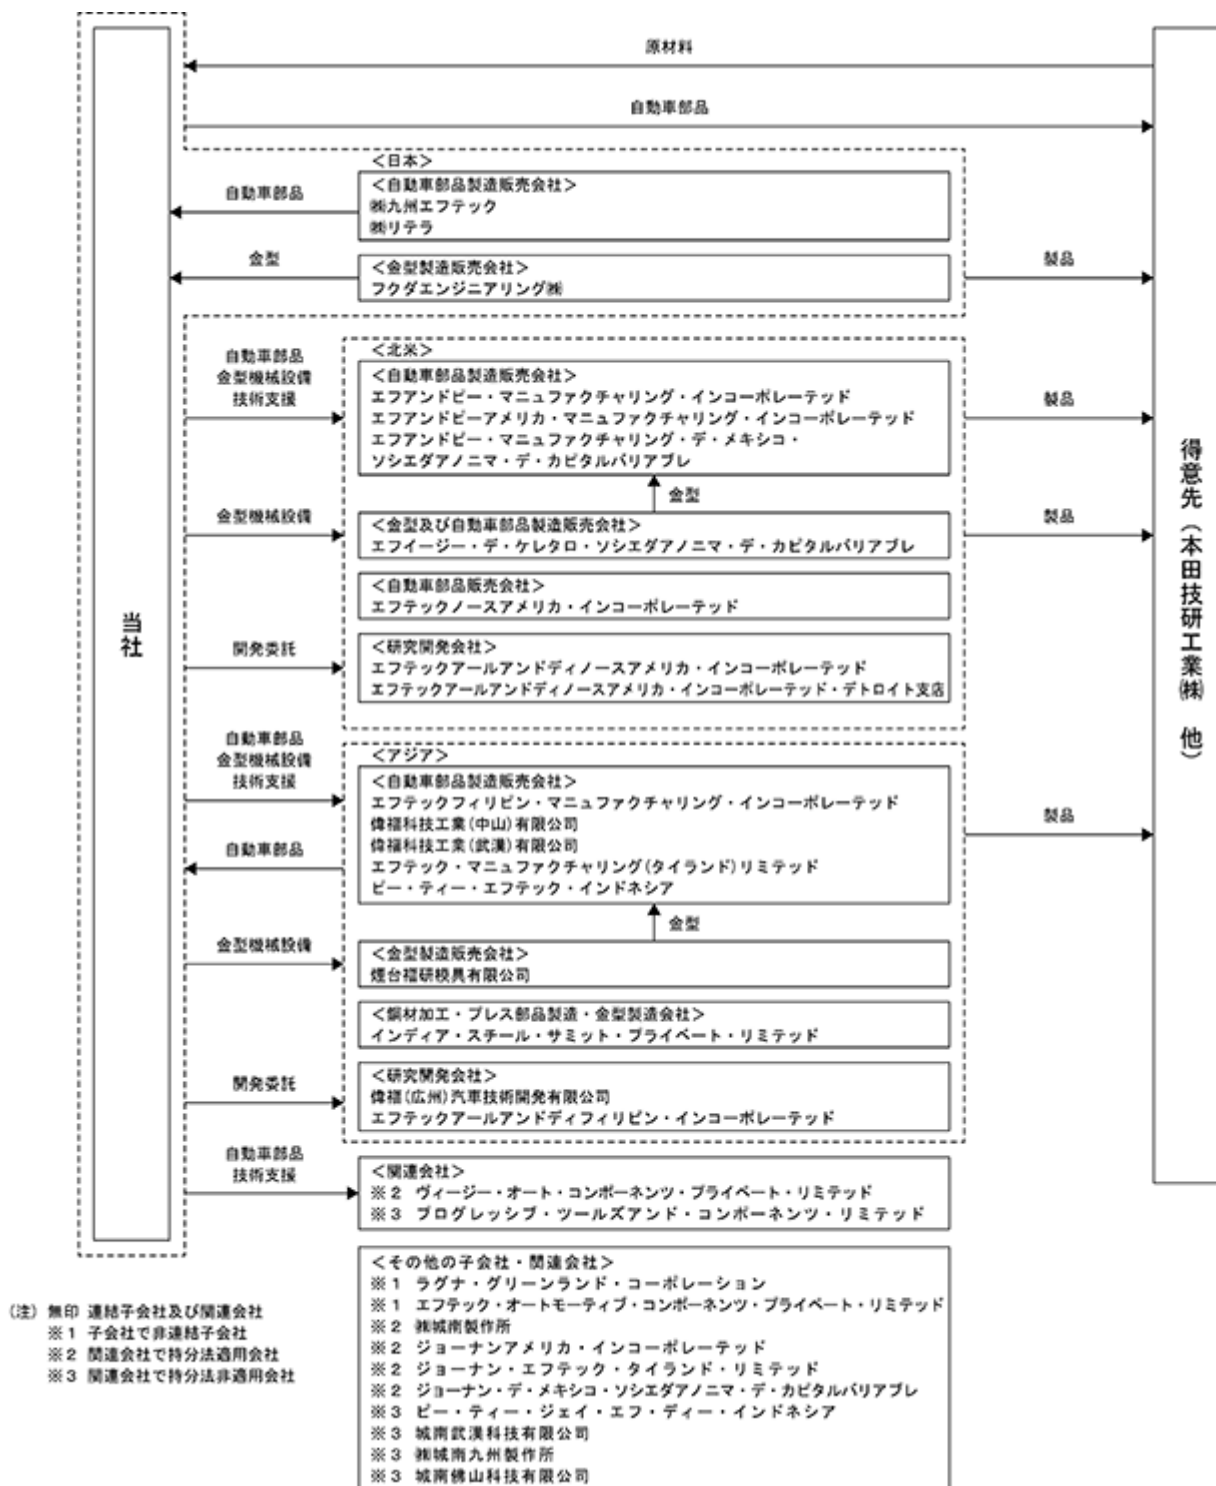 原材料
自動車部品
＜日本＞
＜自動車部品製造販売会社＞
㈱九州エフテック
㈱リテラ
自動車部品
＜金型製造販売会社＞
フクダエンジニアリング㈱
金型
製品
＜北米＞
＜自動車部品製造販売会社＞
エフアンドピー・マニュファクチャリング・インコーポレーテッド
エフアンドピーアメリカ・マニュファクチャリング・インコーポレーテッド
エフアンドピー・マニュファクチャリング・デ・メキシコ・
ソシエダアノニマ・デ・カピタルバリアブレ
自動車部品
金型機械設備
技術支援
製品
金型
＜金型及び自動車部品製造販売会社＞
エフイージー・デ・ケレタロ・ソシエダアノニマ・デ・カピタルバリアブレ
金型機械設備
製品
＜自動車部品販売会社＞
エフテックノースアメリカ・インコーポレーテッド
＜研究開発会社＞
エフテックアールアンドディノースアメリカ・インコーポレーテッド
エフテックアールアンドディノースアメリカ・インコーポレーテッド・デトロイト支店
開発委託
当社
得意先（本田技研工業㈱　他）
＜アジア＞
＜自動車部品製造販売会社＞
エフテックフィリピン・マニュファクチャリング・インコーポレーテッド
偉福科技工業(中山)有限公司
偉福科技工業(武漢)有限公司
エフテック・マニュファクチャリング(タイランド)リミテッド
ピー・ティー・エフテック・インドネシア
自動車部品
金型機械設備
技術支援
自動車部品
製品
金型
＜金型製造販売会社＞
煙台福研模具有限公司
金型機械設備
＜鋼材加工・プレス部品製造・金型製造会社＞
インディア・スチール・サミット・プライベート・リミテッド
＜研究開発会社＞
偉福(広州)汽車技術開発有限公司
エフテックアールアンドディフィリピン・インコーポレーテッド
開発委託
自動車部品
技術支援
＜関連会社＞
※２ ヴィージー・オート・コンポーネンツ・プライベート・リミテッド
※３ プログレッシブ・ツールズアンド・コンポーネンツ・リミテッド
＜その他の子会社・関連会社＞
※１ ラグナ・グリーンランド・コーポレーション
※１ エフテック・オートモーティブ・コンポーネンツ・プライベート・リミテッド
※２ ㈱城南製作所
※２ ジョーナンアメリカ・インコーポレーテッド
※２ ジョーナン・エフテック・タイランド・リミテッド
※２ ジョーナン・デ・メキシコ・ソシエダアノニマ・デ・カピタルバリアブレ
※３ ピー・ティー・ジェイ・エフ・ディー・インドネシア
※３ 城南武漢科技有限公司
※３ ㈱城南九州製作所
※３ 城南佛山科技有限公司
(注) 無印 連結子会社及び関連会社
※１ 子会社で非連結子会社
※２ 関連会社で持分法適用会社
※３ 関連会社で持分法非適用会社